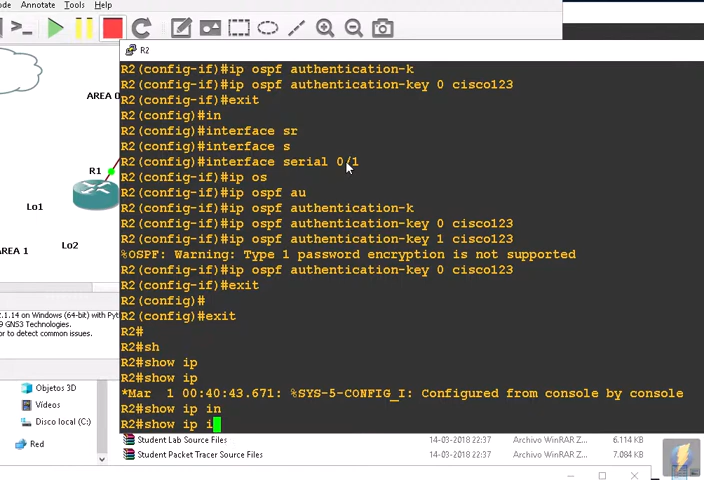 ode Annotate Tools Help
R2
AREA 0
R1
Lo1
AREA 1
Lo2
R2(config-if)#ip ospf authentication-k
R2(config-if)#ip ospf authentication-key 0 cisco123
R2(config-if)#exit
R2(config)#in
R2(config)#interface sr
R2(config)#interface s
R2(config)#interface serial 0/1
R2(config-if)#ip os
R2(config-if)#ip ospf au
R2(config-if)#ip ospf authentication-k
R2(config-if)#ip ospf authentication-key 0 cisco123
R2(config-if)#ip ospf authentication-key 1 cisco123
%OSPF: Warning: Type 1 password encryption is not supported
R2(config-if)#ip ospf authentication-key 0 cisco123
R2(config-if)#exit
R2(config)#
R2(config)#exit
R2#
R2#sh
R2#show ip
R2#show ip
*Mar 1 00:40:43.671: %SYS-5-CONFIG_I: Configured from console by console
R2#show ip in
R2#show ip i
.1.14 on Windows (64-bit) with Pyt
9 GNS3 Technologies.
or to detect common issues.
Objetos 3D
Vídeos
Disco local (C:)
Red
Student Lab Source Files 14-03-2018 22:37 Archivo WinRAR Z... 6.114 KB
Student Packet Tracer Source Files 14-03-2018 22:37 Archivo WinRAR Z... 7.084 KB